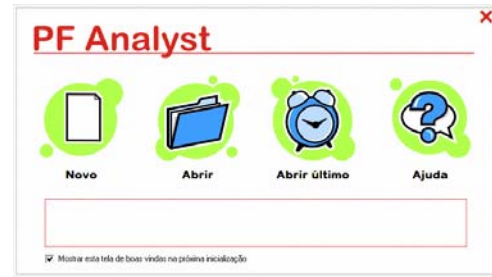 PF Analyst
Novo
Abrir
Abrir último
Ajuda
Mostrar esta tela de boas vindas na próxima inicialização